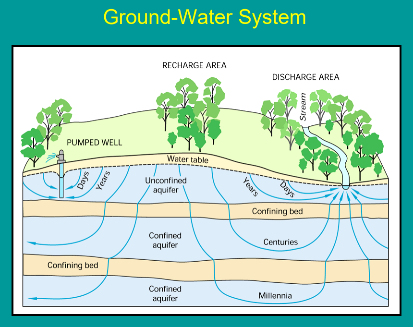 Ground-Water System
RECHARGE AREA
DISCHARGE AREA
Stream
PUMPED WELL
Water table
Days
Years
Unconfined
aquifer
Years
Days
Confining bed
Confined
aquifer
Centuries
Confining bed
Confined
aquifer
Millennia